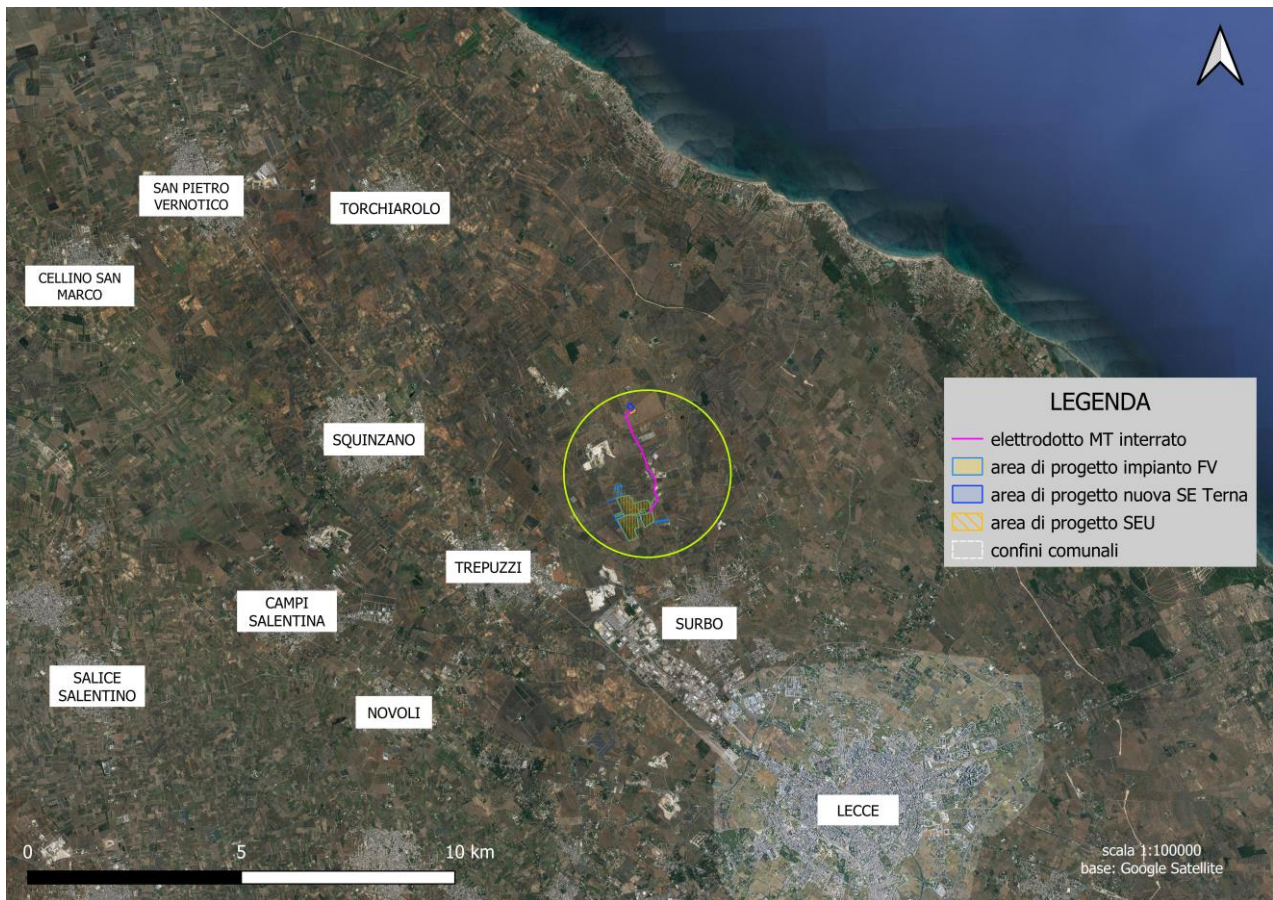 SAN PIETRO
VERNOTICO
TORCHIAROLO
CELLINO SAN
MARCO
LEGENDA
elettrodotto MT interrato
area di progetto impianto FV
area di progetto nuova SE Terna
area di progetto SEU
confini comunali
SQUINZANO
TREPUZZI
CAMPI
SALENTINA
SURBO
SALICE
SALENTINO
NOVOLI
LECCE
0 5 10 km
scala 1:100000
base: Google Satellite